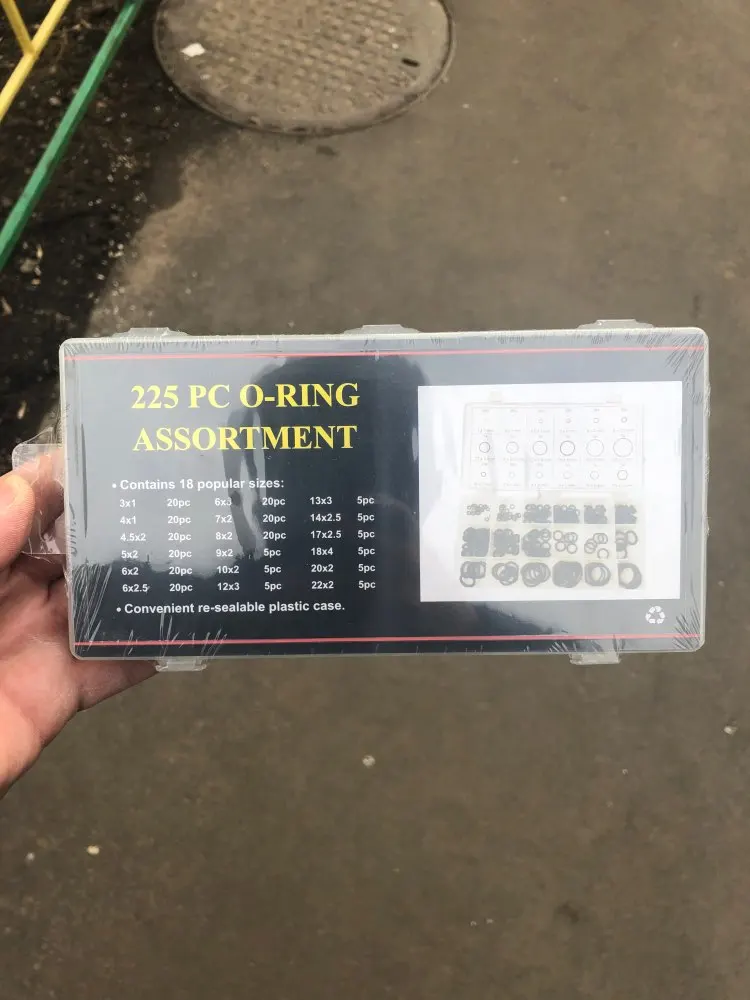 225 PC O-RING
ASSORTMENT
• Contains 18 popular sizes:
3x1 20pc 6x3 20pc 13x3 5pc
4x1 20pc 7x2 20pc 14x2.5 5pc
4.5x2 20pc 8x2 20pc 17x2.5 5pc
5x2 20pc 9x2 5pc 18x4 5pc
6x2 20pc 10x2 5pc 20x2 5pc
6x2.5 20pc 12x3 5pc 22x2 5pc
• Convenient re-sealable plastic case.